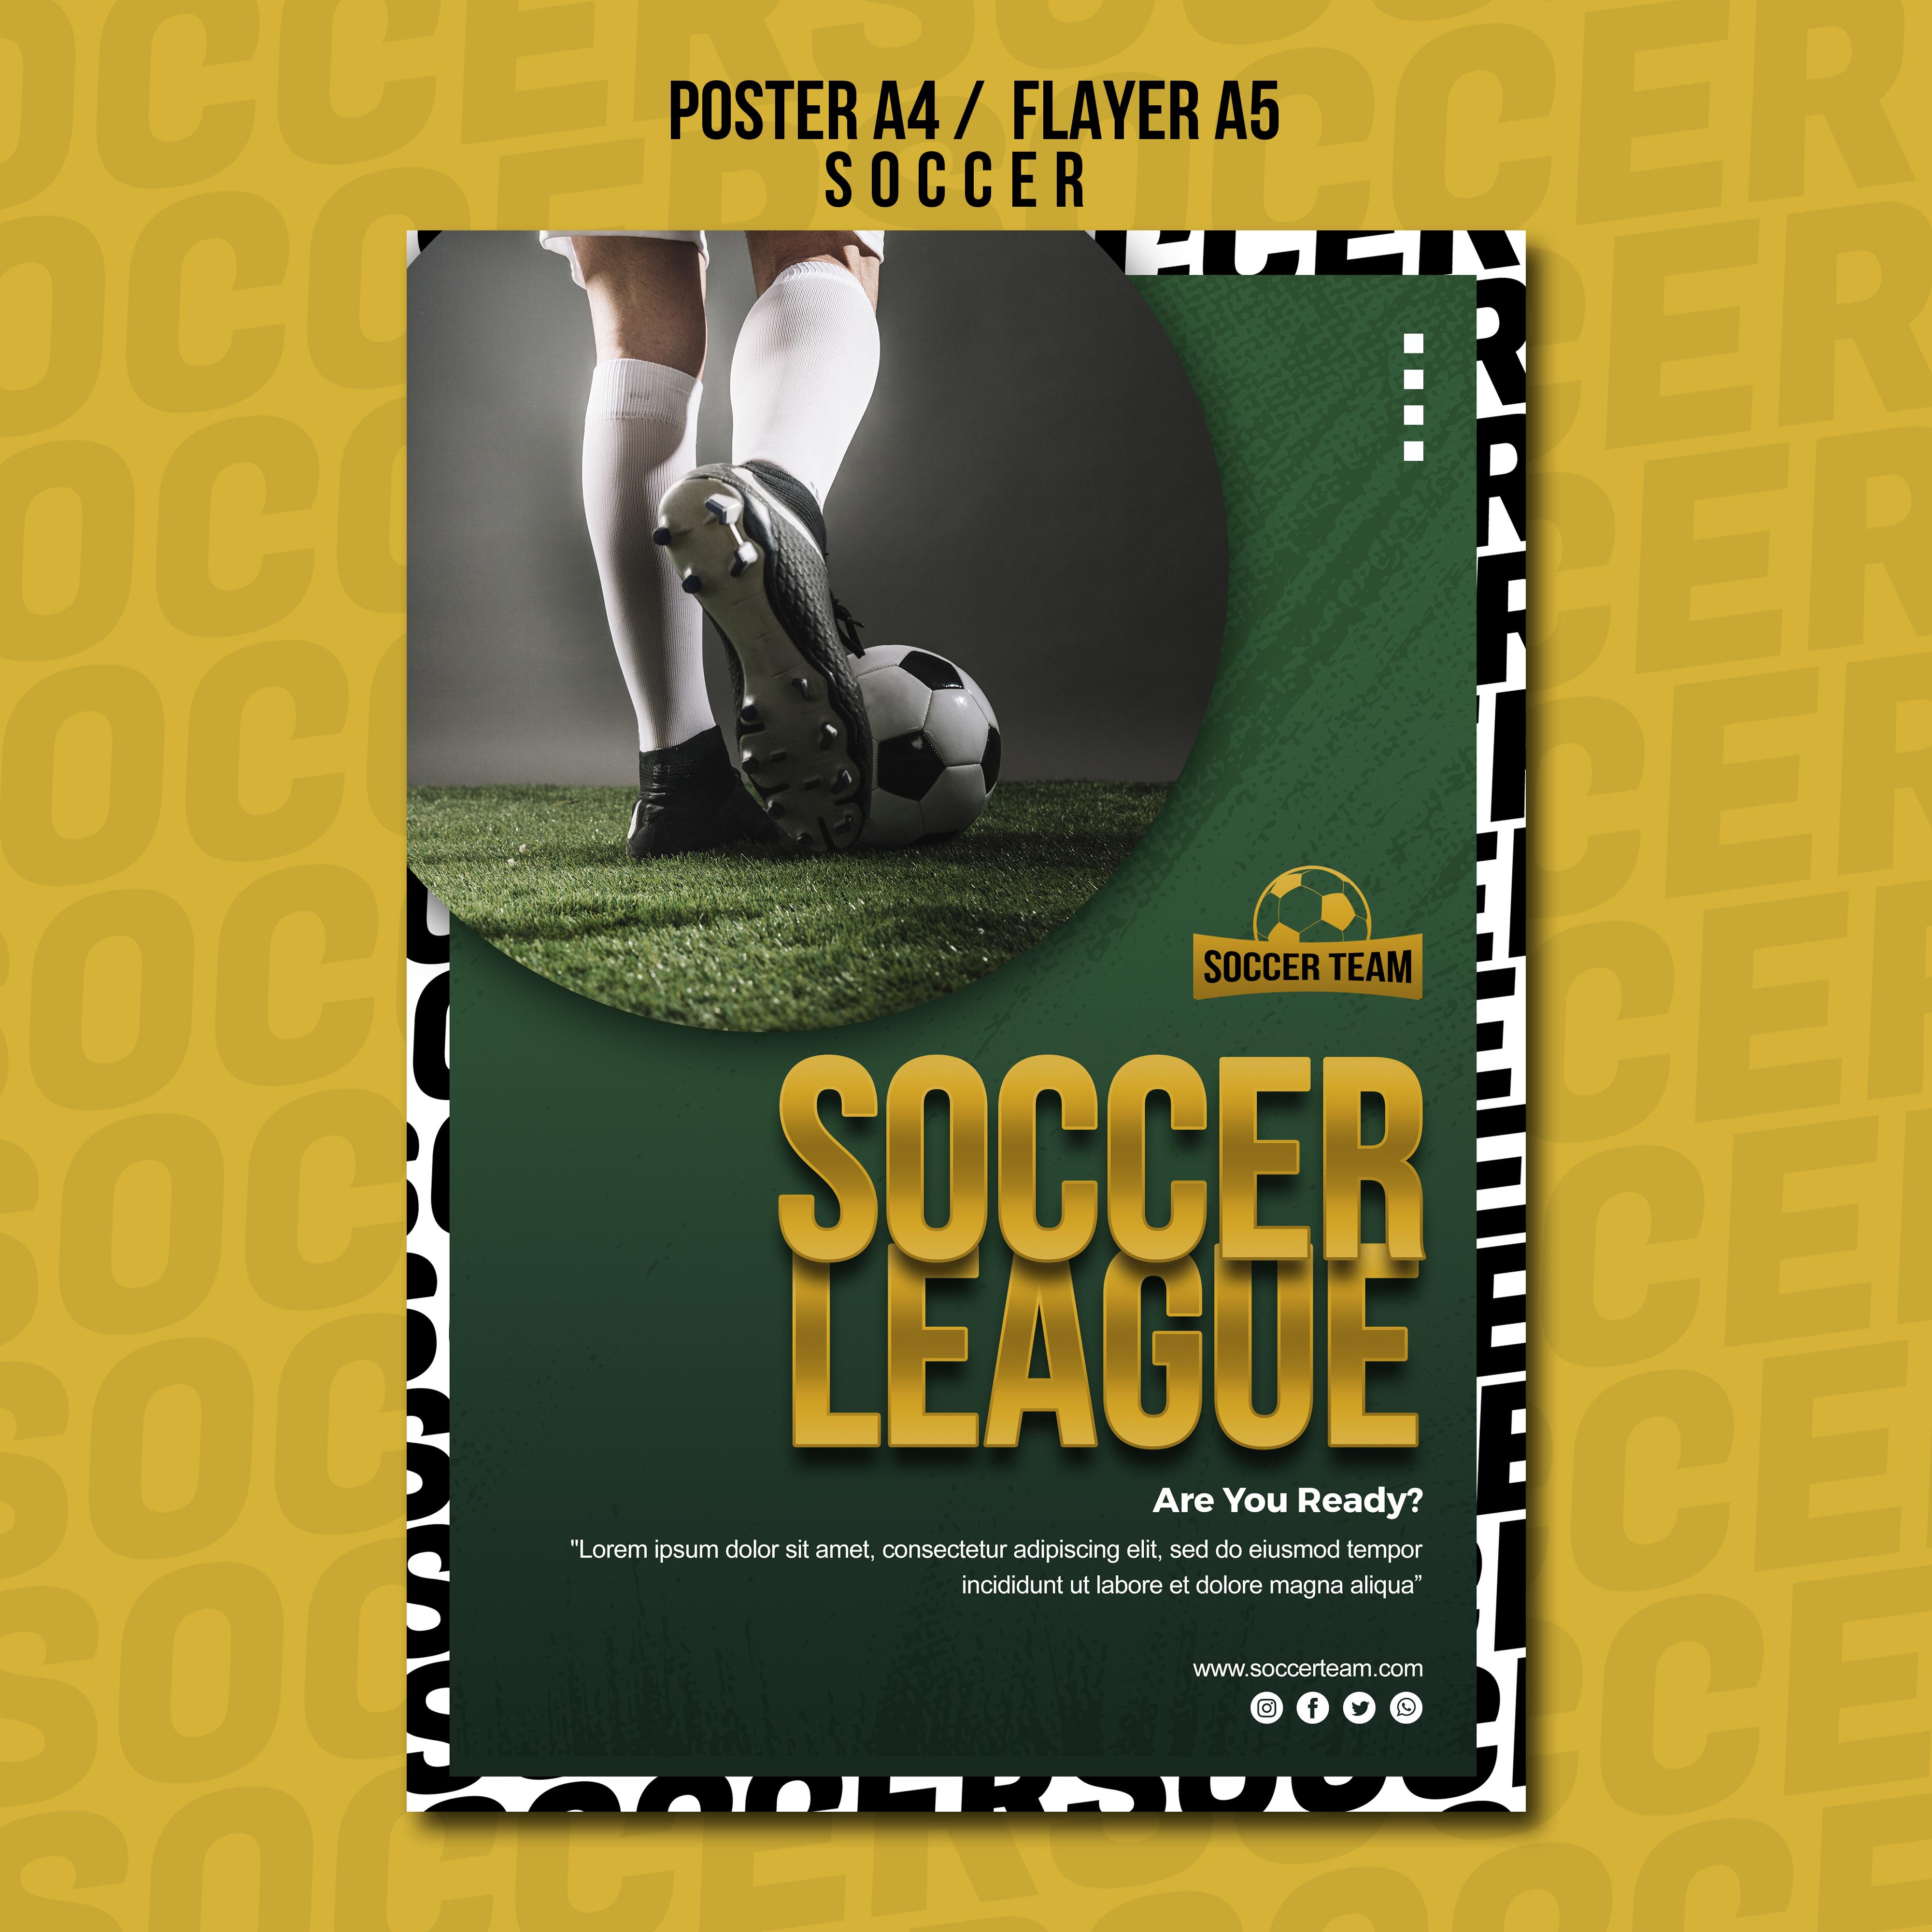 POSTER A4 / FLAYER A5
SOCCER
SOCCER TEAM
SOCCER
LEAGUE
Are You Ready?
"Lorem ipsum dolor sit amet, consectetur adipiscing elit, sed do eiusmod tempor
incididunt ut labore et dolore magna aliqua”
www.soccerteam.com